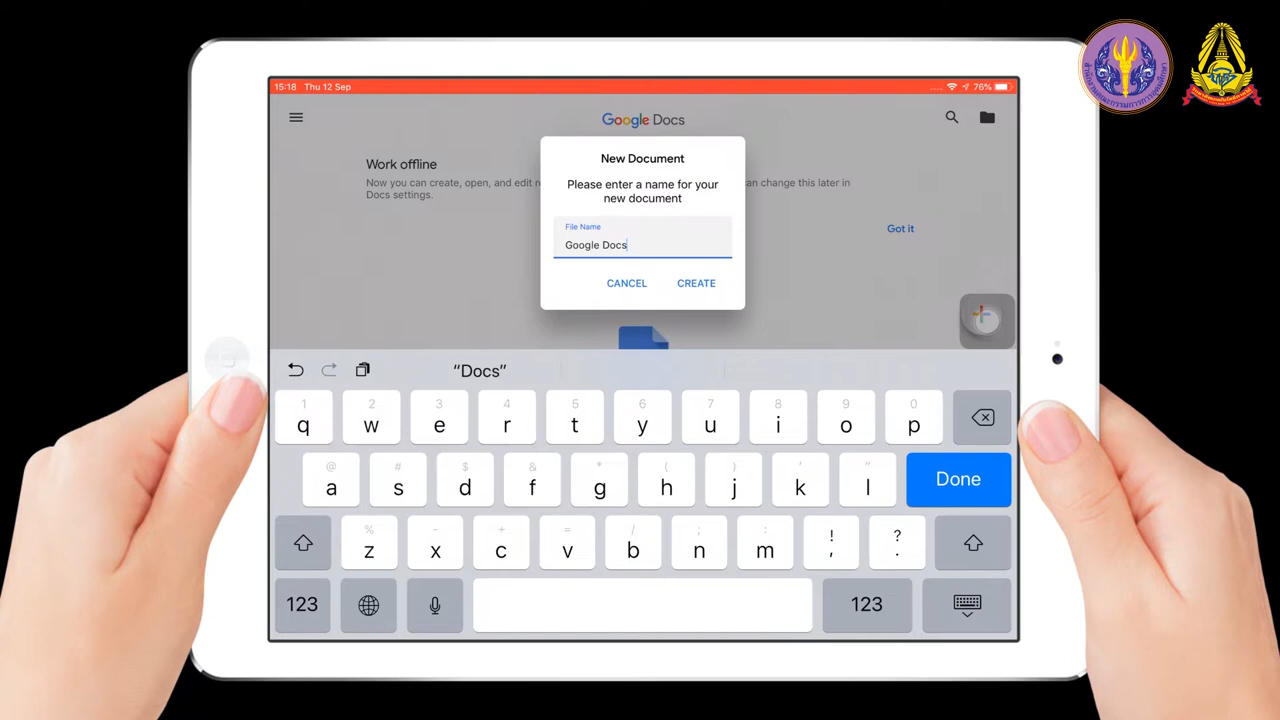 15:18 Thu 12 Sep
76%
Google Docs
Work offline
Now you can create, open, and edit r
can change this later in
Docs settings.
Got it
New Document
Please enter a name for your
new document
File Name
Google Docs
CANCEL
CREATE
“Docs”
1 2 3 4 5 6 7 8 9 0
q w e r t y u i o p
@ # $ & * ( ) ' "
a s d f g h j k l
Done
% - + = / ; : ! ?
z x c v b n m , .
123
123